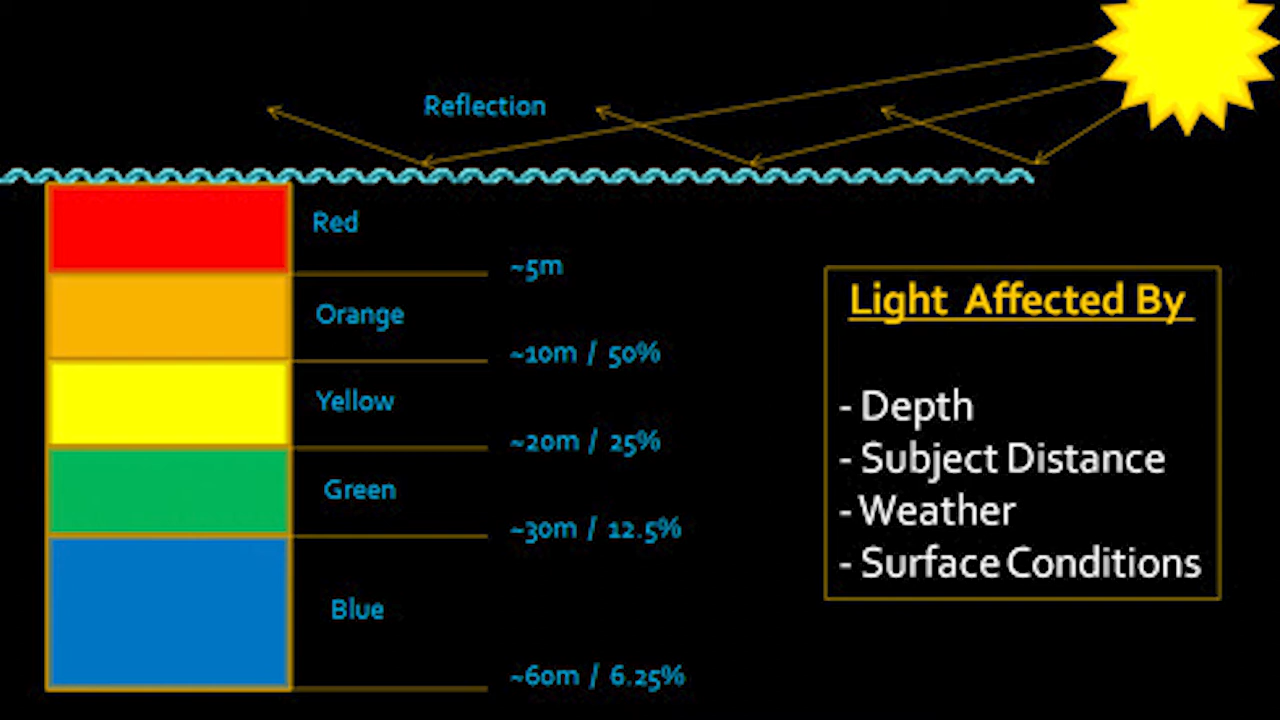 Reflection
Red
~5m
Orange
~10m / 50%
Yellow
~20m / 25%
Green
~30m / 12.5%
Blue
~60m / 6.25%
Light Affected By
- Depth
- Subject Distance
- Weather
- Surface Conditions